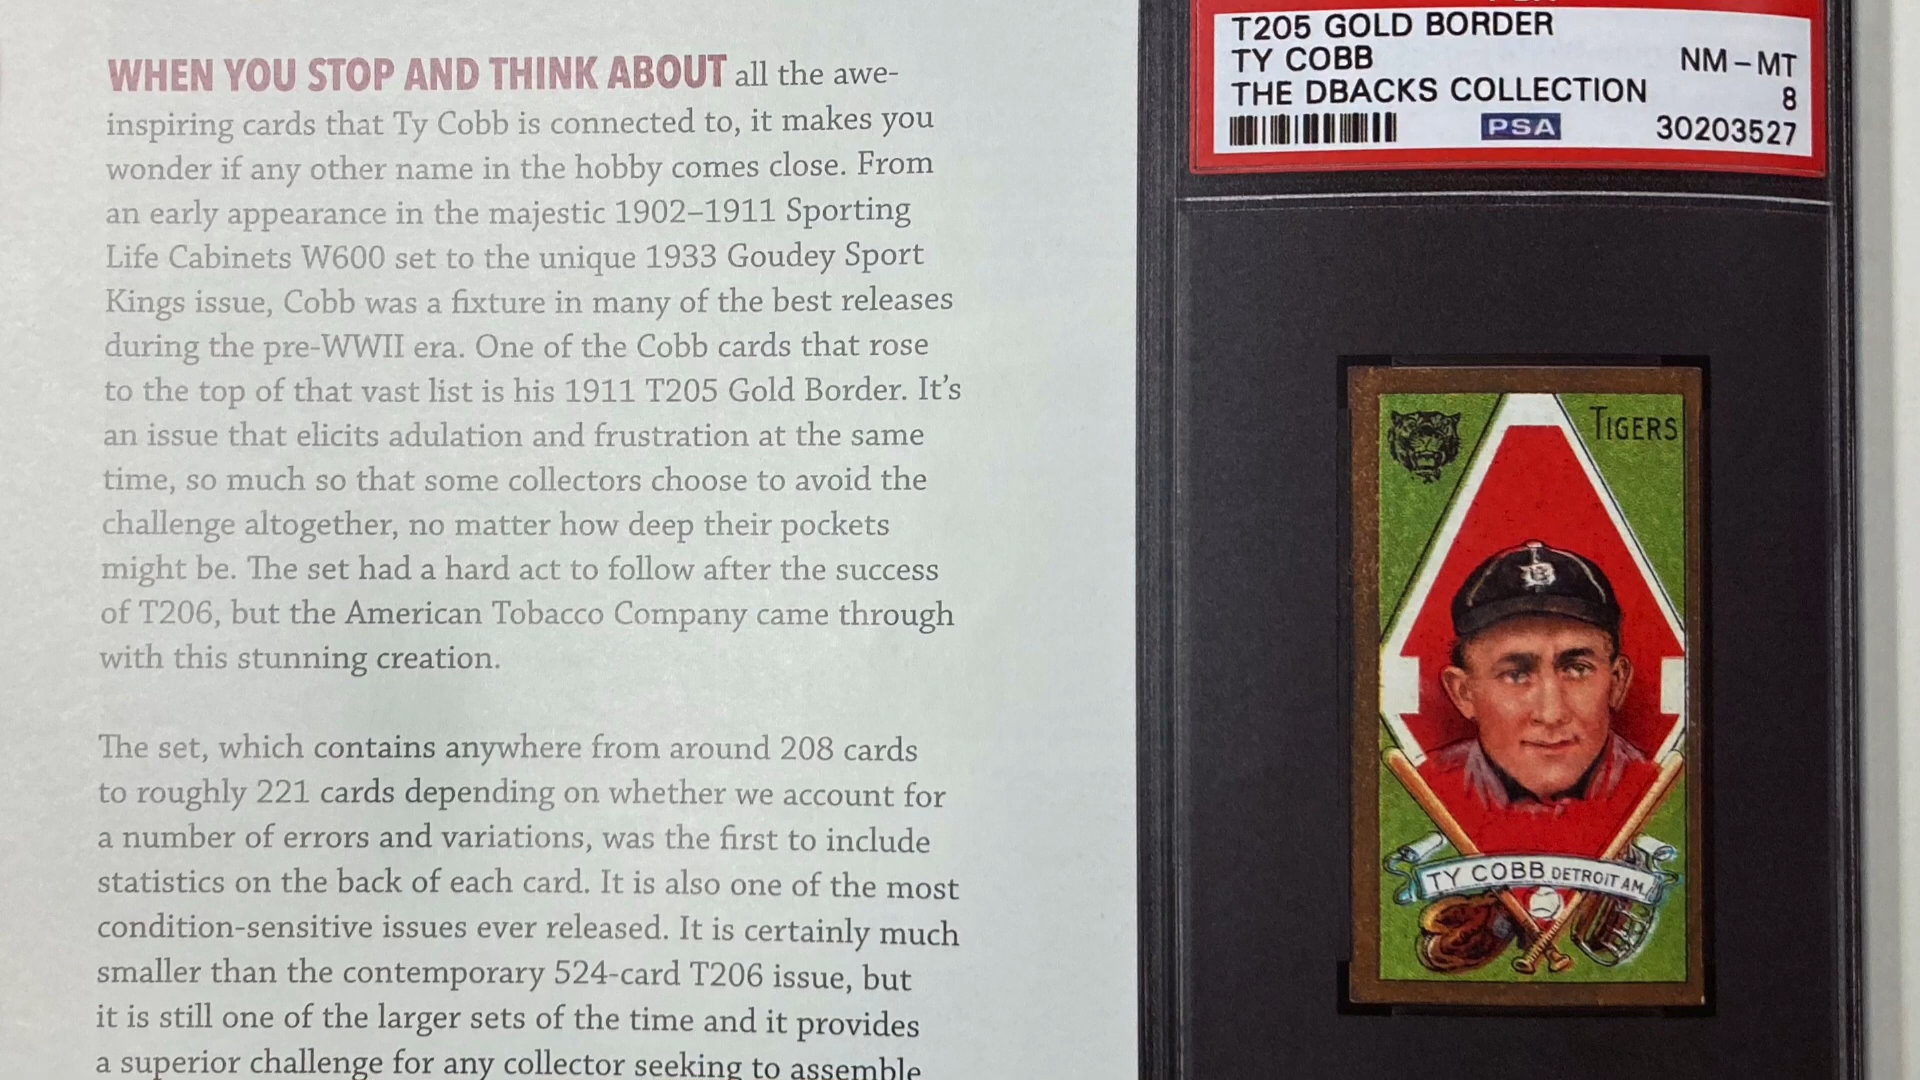 WHEN YOU STOP AND THINK ABOUT all the awe-
inspiring cards that Ty Cobb is connected to, it makes you
wonder if any other name in the hobby comes close. From
an early appearance in the majestic 1902–1911 Sporting
Life Cabinets W600 set to the unique 1933 Goudey Sport
Kings issue, Cobb was a fixture in many of the best releases
during the pre-WWII era. One of the Cobb cards that rose
to the top of that vast list is his 1911 T205 Gold Border. It’s
an issue that elicits adulation and frustration at the same
time, so much so that some collectors choose to avoid the
challenge altogether, no matter how deep their pockets
might be. The set had a hard act to follow after the success
of T206, but the American Tobacco Company came through
with this stunning creation.
The set, which contains anywhere from around 208 cards
to roughly 221 cards depending on whether we account for
a number of errors and variations, was the first to include
statistics on the back of each card. It is also one of the most
condition-sensitive issues ever released. It is certainly much
smaller than the contemporary 524-card T206 issue, but
it is still one of the larger sets of the time and it provides
a superior challenge for any collector seeking to assemble
T205 GOLD BORDER
TY COBB NM – MT
THE DBACKS COLLECTION 8
PSA 30203527
TIGERS
D
TY COBB DETROIT AM.